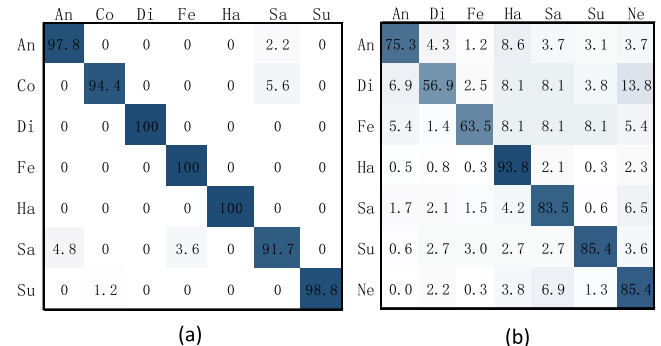 An Co Di Fe Ha Sa Su
An 97.8 0 0 0 0 2.2 0
Co 0 94.4 0 0 0 5.6 0
Di 0 0 100 0 0 0 0
Fe 0 0 0 100 0 0 0
Ha 0 0 0 0 100 0 0
Sa 4.8 0 0 3.6 0 91.7 0
Su 0 1.2 0 0 0 0 98.8
(a)
An Di Fe Ha Sa Su Ne
An 75.3 4.3 1.2 8.6 3.7 3.1 3.7
Di 6.9 56.9 2.5 8.1 8.1 3.8 13.8
Fe 5.4 1.4 63.5 8.1 8.1 8.1 5.4
Ha 0.5 0.8 0.3 93.8 2.1 0.3 2.3
Sa 1.7 2.1 1.5 4.2 83.5 0.6 6.5
Su 0.6 2.7 3.0 2.7 2.7 85.4 3.6
Ne 0.0 2.2 0.3 3.8 6.9 1.3 85.4
(b)